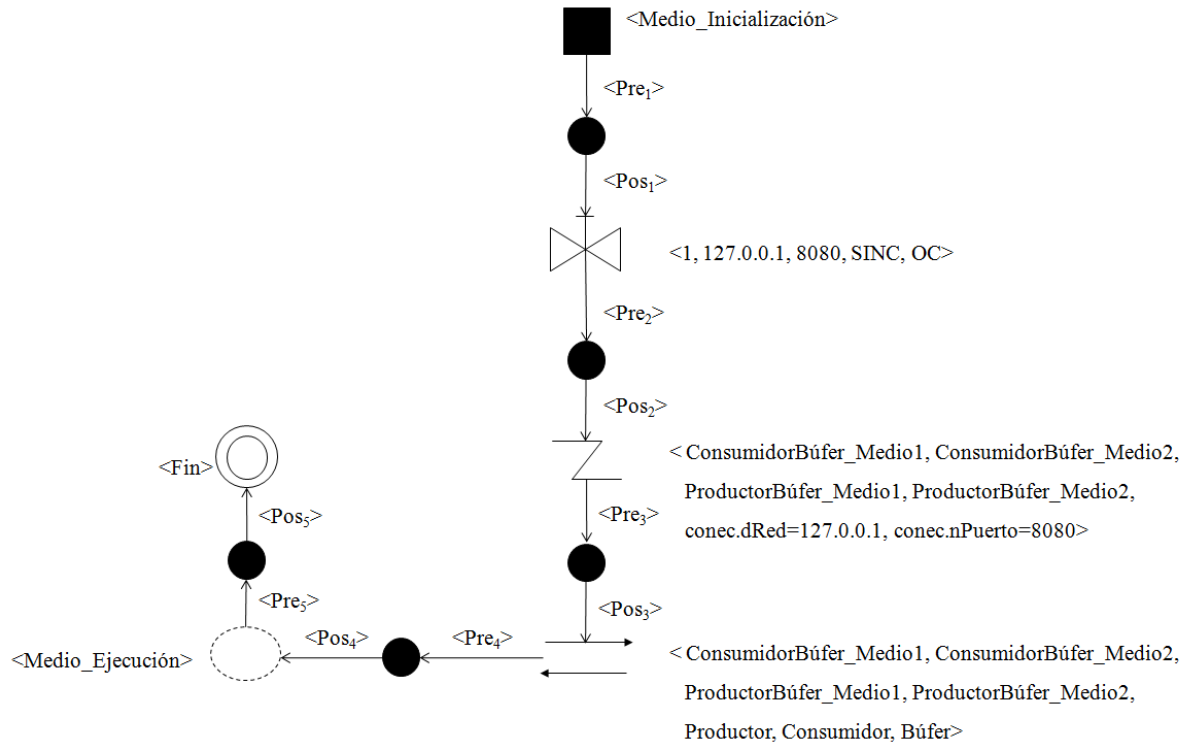 <Medio_Inicialización>
<Pre₁>
<Pos₁>
<1, 127.0.0.1, 8080, SINC, OC>
<Pre₂>
<Pos₂>
< ConsumidorBúfer_Medio1, ConsumidorBúfer_Medio2,
ProductorBúfer_Medio1, ProductorBúfer_Medio2,
conec.dRed=127.0.0.1, conec.nPuerto=8080>
<Pre₃>
<Pos₃>
< ConsumidorBúfer_Medio1, ConsumidorBúfer_Medio2,
ProductorBúfer_Medio1, ProductorBúfer_Medio2,
Productor, Consumidor, Búfer>
<Pre₄>
<Pos₄>
<Medio_Ejecución>
<Pre₅>
<Pos₅>
<Fin>